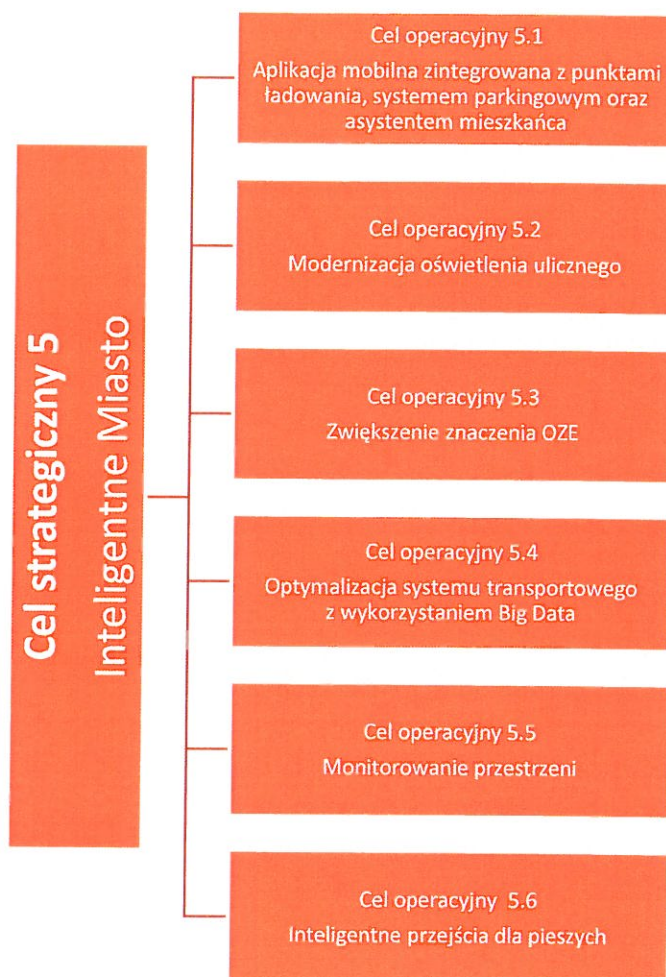 Cel strategiczny 5
Inteligentne Miasto
Cel operacyjny 5.1
Aplikacja mobilna zintegrowana z punktami
ładowania, systemem parkingowym oraz
asystentem mieszkańca
Cel operacyjny 5.2
Modernizacja oświetlenia ulicznego
Cel operacyjny 5.3
Zwiększenie znaczenia OZE
Cel operacyjny 5.4
Optymalizacja systemu transportowego
z wykorzystaniem Big Data
Cel operacyjny 5.5
Monitorowanie przestrzeni
Cel operacyjny 5.6
Inteligentne przejścia dla pieszych